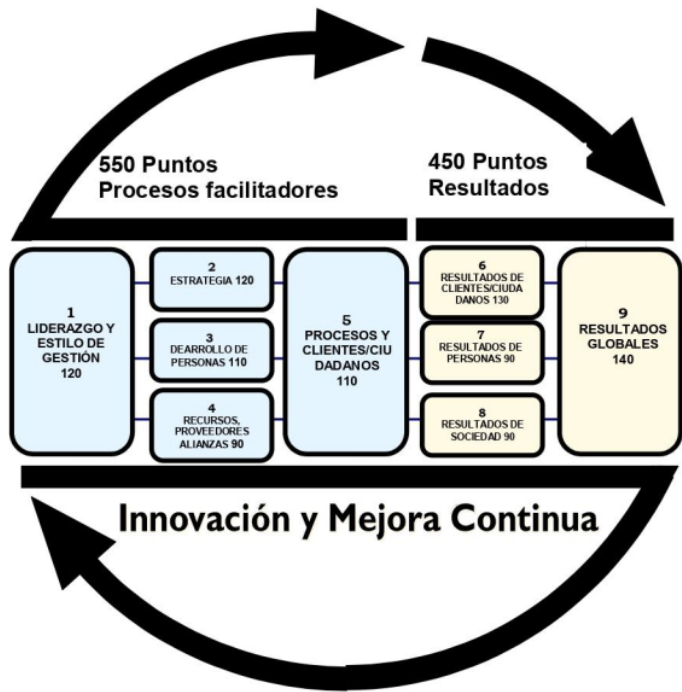 550 Puntos
Procesos facilitadores
450 Puntos
Resultados
1
LIDERAZGO Y
ESTILO DE
GESTIÓN
120
2
ESTRATEGIA 120
3
DEARROLLO DE
PERSONAS 110
4
RECURSOS,
PROVEEDORES
ALIANZAS 90
5
PROCESOS Y
CLIENTES/CIU
DADANOS
110
6
RESULTADOS DE
CLIENTES/CIUDA
DANOS 130
7
RESULTADOS DE
PERSONAS 90
8
RESULTADOS DE
SOCIEDAD 90
9
RESULTADOS
GLOBALES
140
Innovación y Mejora Continua